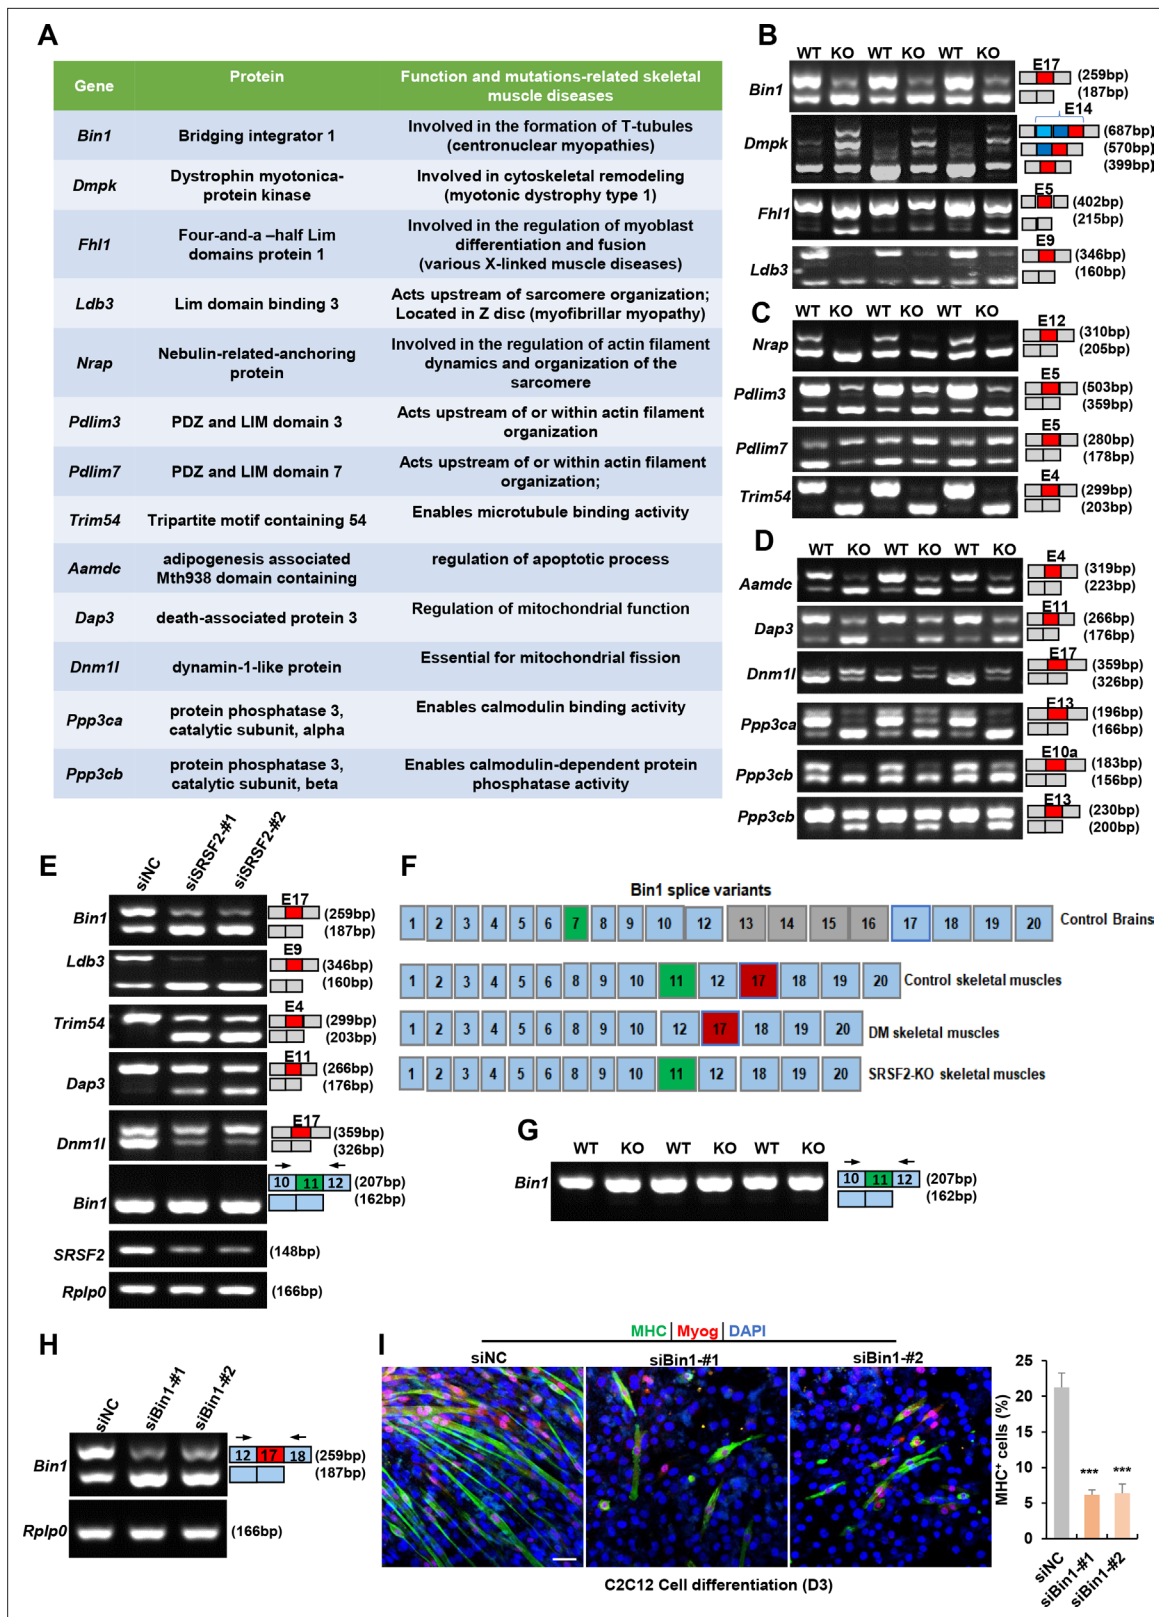 A
Gene
Protein
Function and mutations-related skeletal
muscle diseases
Bin1
Bridging integrator 1
Involved in the formation of T-tubules
(centronuclear myopathies)
Dmpk
Dystrophin myotonica-
protein kinase
Involved in cytoskeletal remodeling
(myotonic dystrophy type 1)
Fhl1
Four-and-a –half Lim
domains protein 1
Involved in the regulation of myoblast
differentiation and fusion
(various X-linked muscle diseases)
Ldb3
Lim domain binding 3
Acts upstream of sarcomere organization;
Located in Z disc (myofibrillar myopathy)
Nrap
Nebulin-related-anchoring
protein
Involved in the regulation of actin filament
dynamics and organization of the
sarcomere
Pdlim3
PDZ and LIM domain 3
Acts upstream of or within actin filament
organization
Pdlim7
PDZ and LIM domain 7
Acts upstream of or within actin filament
organization;
Trim54
Tripartite motif containing 54
Enables microtubule binding activity
Aamdc
adipogenesis associated
Mth938 domain containing
regulation of apoptotic process
Dap3
death-associated protein 3
Regulation of mitochondrial function
Dnm1l
dynamin-1-like protein
Essential for mitochondrial fission
Ppp3ca
protein phosphatase 3,
catalytic subunit, alpha
Enables calmodulin binding activity
Ppp3cb
protein phosphatase 3,
catalytic subunit, beta
Enables calmodulin-dependent protein
phosphatase activity
B
WT KO WT KO WT KO
Bin1
E17
(259bp)
(187bp)
Dmpk
E14
(687bp)
(570bp)
(399bp)
Fhl1
E5
(402bp)
(215bp)
Ldb3
E9
(346bp)
(160bp)
C
WT KO WT KO WT KO
Nrap
E12
(310bp)
(205bp)
Pdlim3
E5
(503bp)
(359bp)
Pdlim7
E5
(280bp)
(178bp)
Trim54
E4
(299bp)
(203bp)
D
WT KO WT KO WT KO
Aamdc
E4
(319bp)
(223bp)
Dap3
E11
(266bp)
(176bp)
Dnm1l
E17
(359bp)
(326bp)
Ppp3ca
E13
(196bp)
(166bp)
Ppp3cb
E10a
(183bp)
(156bp)
Ppp3cb
E13
(230bp)
(200bp)
E
siNC
siSRSF2-#1
siSRSF2-#2
Bin1
E17
(259bp)
(187bp)
Ldb3
E9
(346bp)
(160bp)
Trim54
E4
(299bp)
(203bp)
Dap3
E11
(266bp)
(176bp)
Dnm1l
E17
(359bp)
(326bp)
Bin1
10 11 12
(207bp)
(162bp)
SRSF2
(148bp)
Rplp0
(166bp)
F
Bin1 splice variants
1 2 3 4 5 6 7 8 9 10 12 13 14 15 16 17 18 19 20
Control Brains
1 2 3 4 5 6 8 9 10 11 12 17 18 19 20
Control skeletal muscles
1 2 3 4 5 6 8 9 10 12 17 18 19 20
DM skeletal muscles
1 2 3 4 5 6 8 9 10 11 12 18 19 20
SRSF2-KO skeletal muscles
G
WT KO WT KO WT KO
Bin1
10 11 12
(207bp)
(162bp)
H
siNC
siBin1-#1
siBin1-#2
Bin1
12 17 18
(259bp)
(187bp)
Rplp0
(166bp)
I
MHC | Myog | DAPI
siNC
siBin1-#1
siBin1-#2
C2C12 Cell differentiation (D3)
MHC+ cells (%)
25
20
15
10
5
0
***
***
siNC
siBin1-#1
siBin1-#2